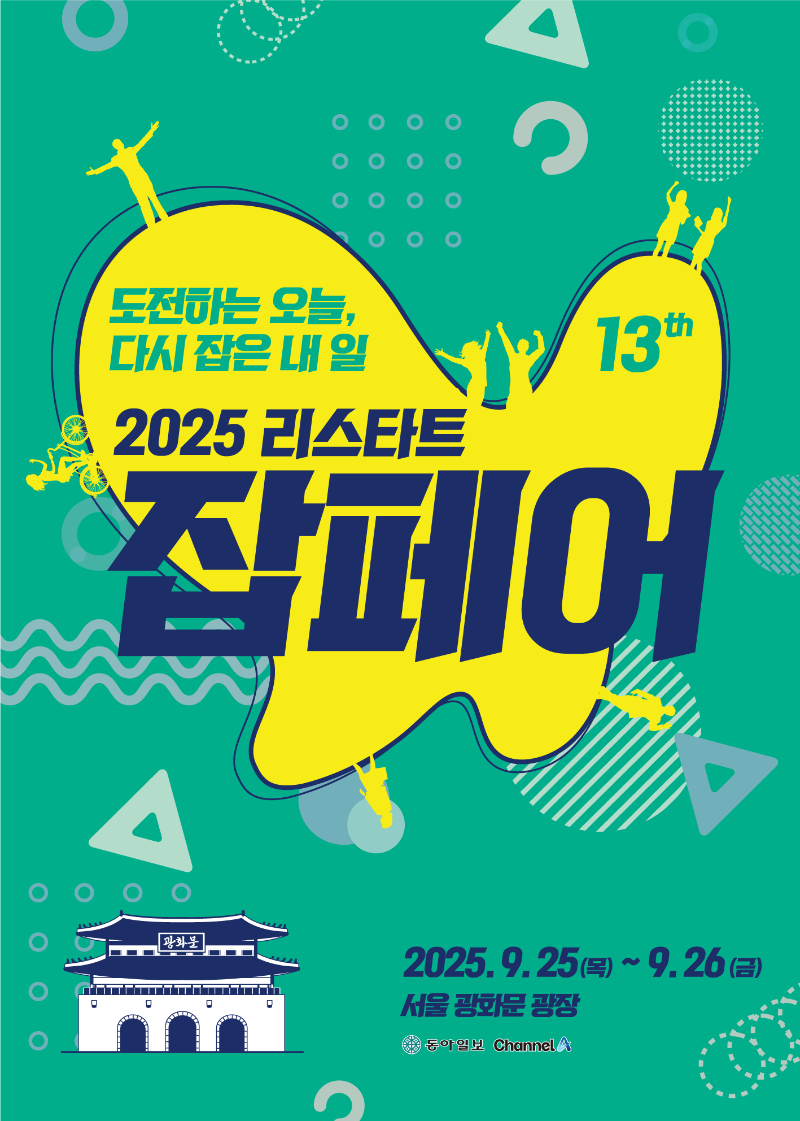 도전하는 오늘,
다시 잡은 내 일
13th
2025 리스타트
잡페어
광화문
2025. 9. 25(목) ~ 9. 26(금)
서울 광화문 광장
동아일보 Channel A